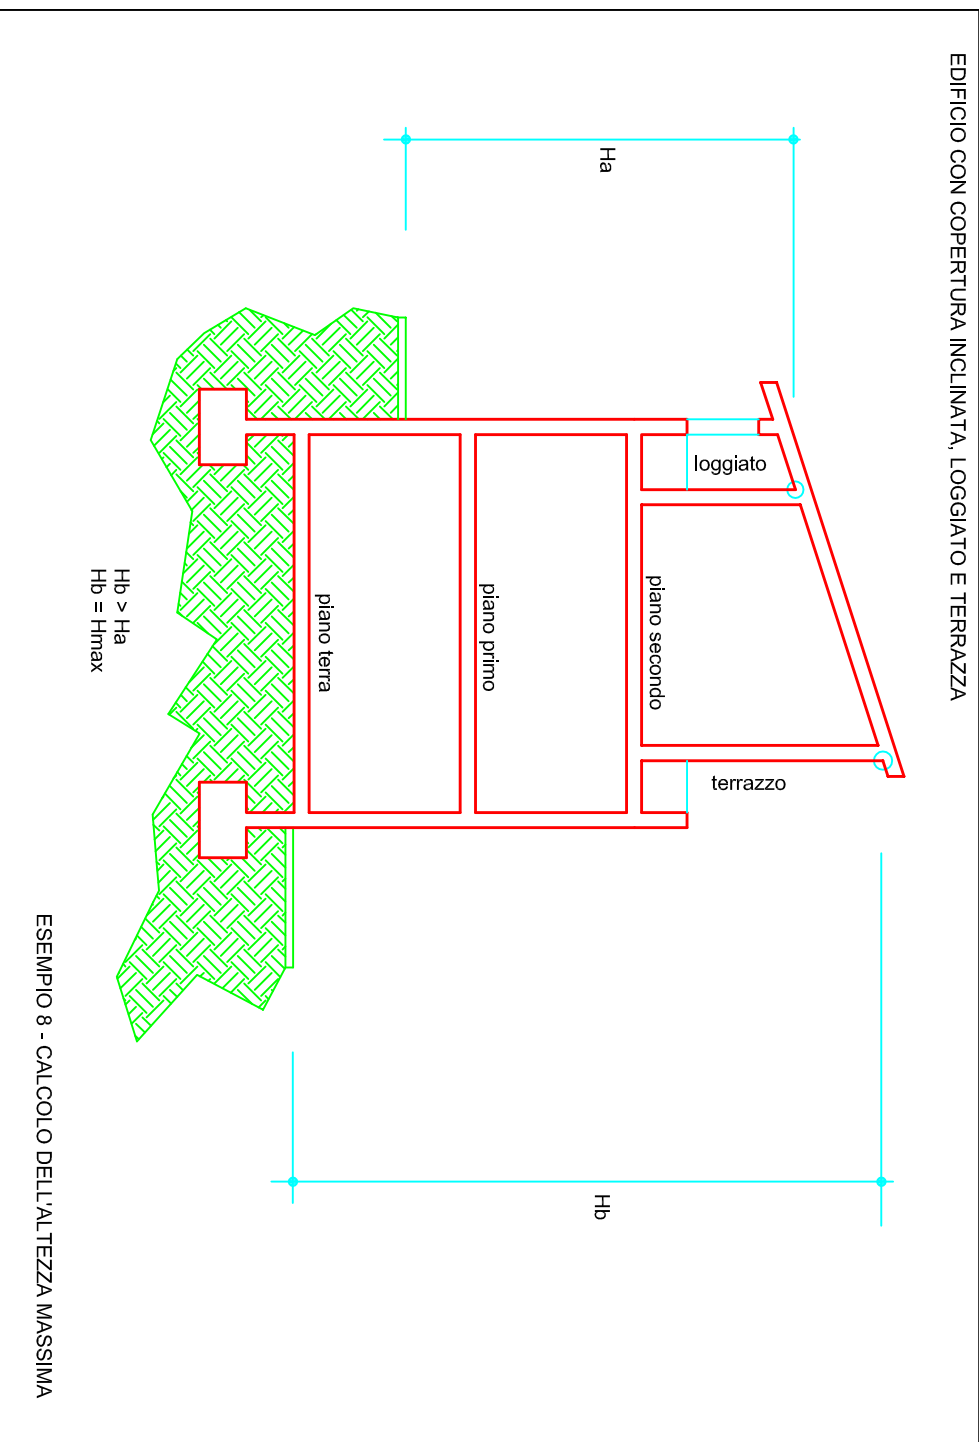 EDIFICIO CON COPERTURA INCLINATA, LOGGIATO E TERRAZZA
Ha
loggiato
terrazzo
piano secondo
piano primo
piano terra
Hb
Hb > Ha
Hb = Hmax
ESEMPIO 8 - CALCOLO DELL'ALTEZZA MASSIMA